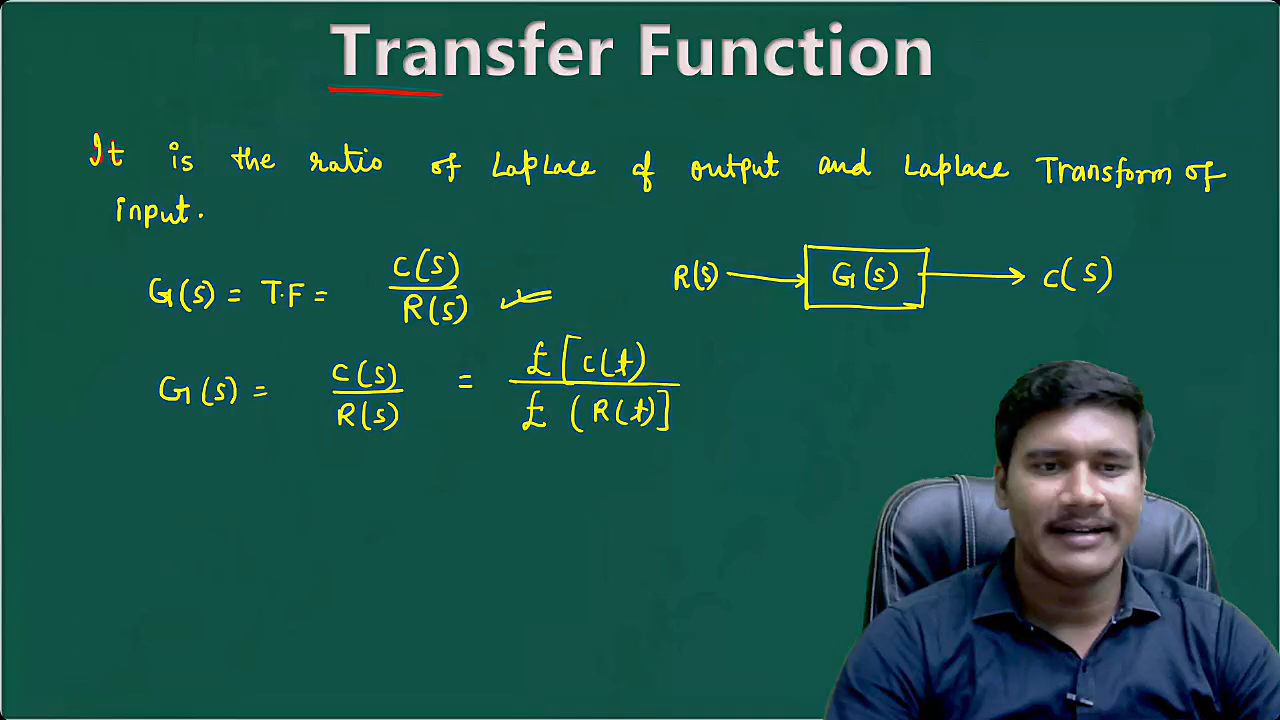 Transfer Function
It is the ratio of Laplace of output and Laplace Transform of
input.
G(s) = T.F = C(s) / R(s)
R(s) → G(s) → C(s)
G(s) = C(s) / R(s) = £ [c(t) / £ (R(t)]